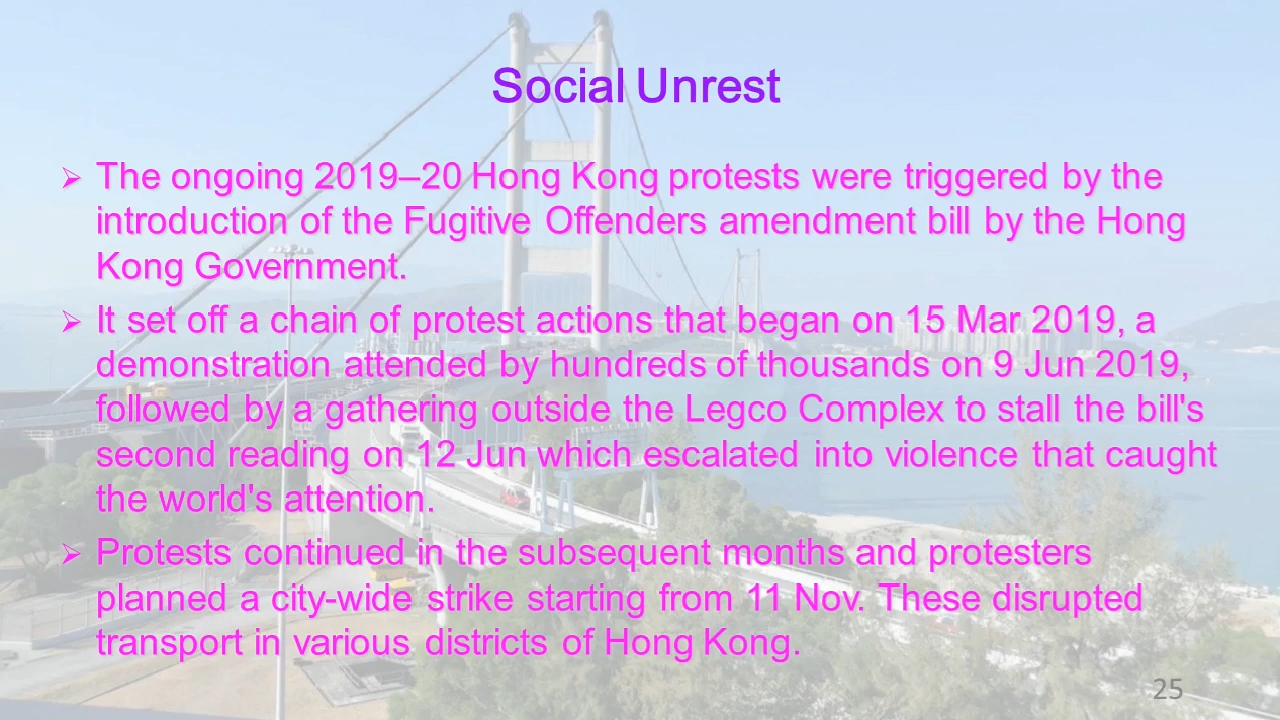 Social Unrest
➢ The ongoing 2019–20 Hong Kong protests were triggered by the
introduction of the Fugitive Offenders amendment bill by the Hong
Kong Government.
➢ It set off a chain of protest actions that began on 15 Mar 2019, a
demonstration attended by hundreds of thousands on 9 Jun 2019,
followed by a gathering outside the Legco Complex to stall the bill's
second reading on 12 Jun which escalated into violence that caught
the world's attention.
➢ Protests continued in the subsequent months and protesters
planned a city-wide strike starting from 11 Nov. These disrupted
transport in various districts of Hong Kong.
25